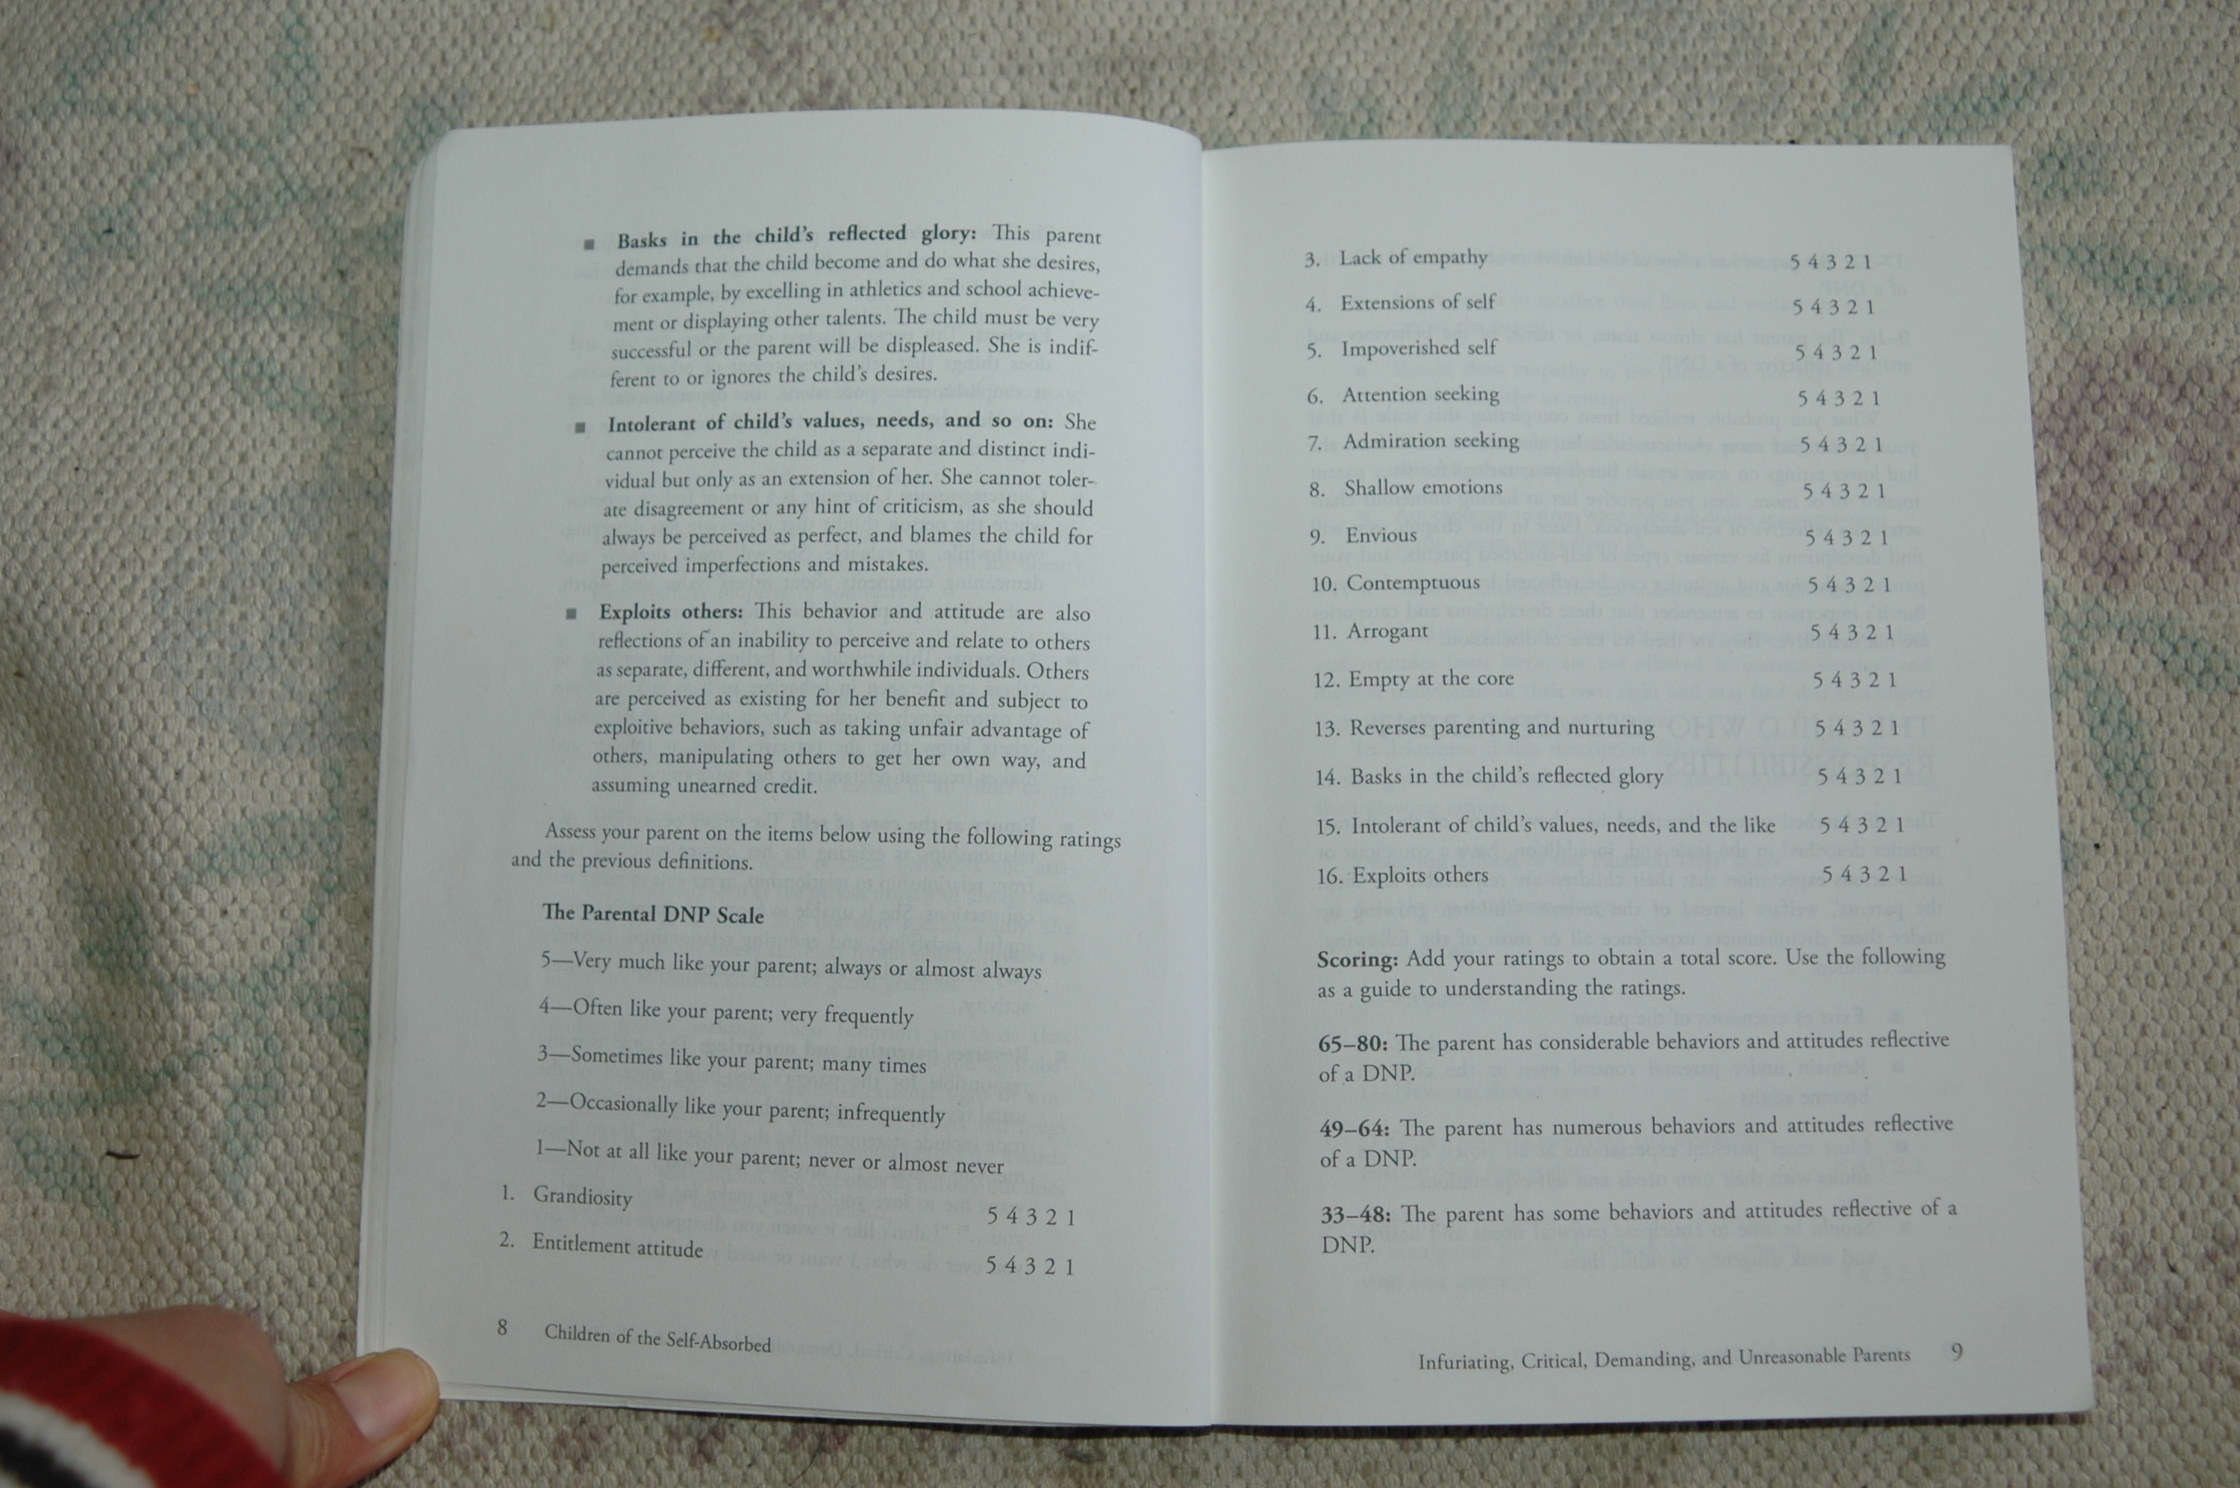 ▪ Basks in the child's reflected glory: This parent
demands that the child become and do what she desires,
for example, by excelling in athletics and school achieve-
ment or displaying other talents. The child must be very
successful or the parent will be displeased. She is indif-
ferent to or ignores the child's desires.
▪ Intolerant of child's values, needs, and so on: She
cannot perceive the child as a separate and distinct indi-
vidual but only as an extension of her. She cannot toler-
ate disagreement or any hint of criticism, as she should
always be perceived as perfect, and blames the child for
perceived imperfections and mistakes.
▪ Exploits others: This behavior and attitude are also
reflections of an inability to perceive and relate to others
as separate, different, and worthwhile individuals. Others
are perceived as existing for her benefit and subject to
exploitive behaviors, such as taking unfair advantage of
others, manipulating others to get her own way, and
assuming unearned credit.
Assess your parent on the items below using the following ratings
and the previous definitions.
The Parental DNP Scale
5—Very much like your parent; always or almost always
4—Often like your parent; very frequently
3—Sometimes like your parent; many times
2—Occasionally like your parent; infrequently
1—Not at all like your parent; never or almost never
1. Grandiosity 5 4 3 2 1
2. Entitlement attitude 5 4 3 2 1
8 Children of the Self-Absorbed
3. Lack of empathy 5 4 3 2 1
4. Extensions of self 5 4 3 2 1
5. Impoverished self 5 4 3 2 1
6. Attention seeking 5 4 3 2 1
7. Admiration seeking 5 4 3 2 1
8. Shallow emotions 5 4 3 2 1
9. Envious 5 4 3 2 1
10. Contemptuous 5 4 3 2 1
11. Arrogant 5 4 3 2 1
12. Empty at the core 5 4 3 2 1
13. Reverses parenting and nurturing 5 4 3 2 1
14. Basks in the child's reflected glory 5 4 3 2 1
15. Intolerant of child's values, needs, and the like 5 4 3 2 1
16. Exploits others 5 4 3 2 1
Scoring: Add your ratings to obtain a total score. Use the following
as a guide to understanding the ratings.
65–80: The parent has considerable behaviors and attitudes reflective
of a DNP.
49–64: The parent has numerous behaviors and attitudes reflective
of a DNP.
33–48: The parent has some behaviors and attitudes reflective of a
DNP.
Infuriating, Critical, Demanding, and Unreasonable Parents 9